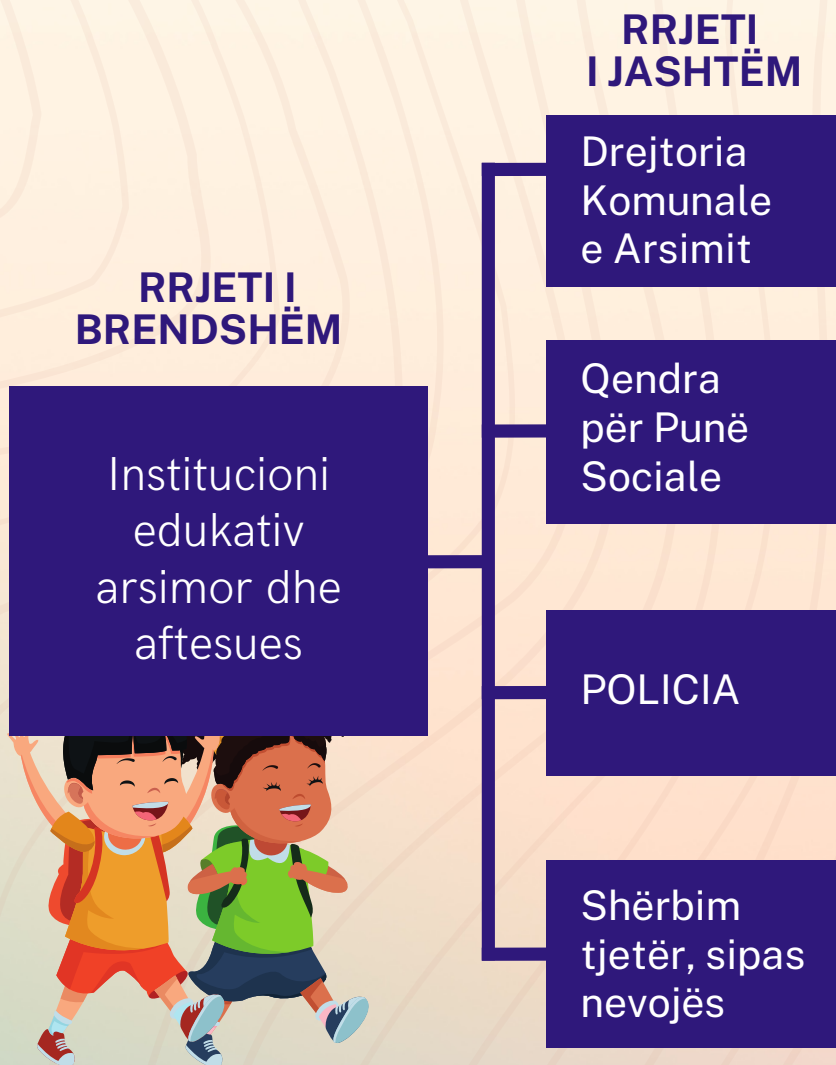 RRJETI I
BRENDSHËM
Institucioni
edukativ
arsimor dhe
aftesues
RRJETI
I JASHTËM
Drejtoria
Komunale
e Arsimit
Qendra
për Punë
Sociale
POLICIA
Shërbim
tjetër, sipas
nevojës